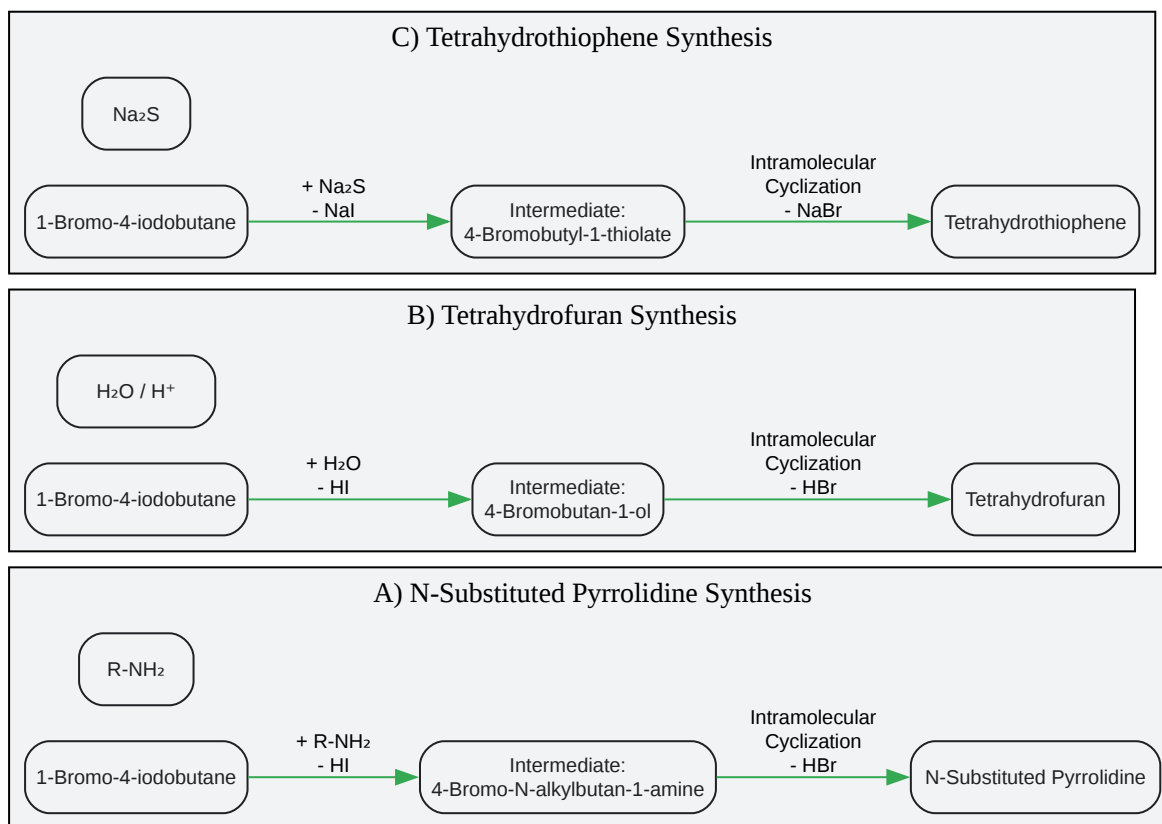 C) Tetrahydrothiophene Synthesis
Na₂S
1-Bromo-4-iodobutane
+ Na₂S
- NaI
Intermediate:
4-Bromobutyl-1-thiolate
Intramolecular
Cyclization
- NaBr
Tetrahydrothiophene
B) Tetrahydrofuran Synthesis
H₂O / H⁺
1-Bromo-4-iodobutane
+ H₂O
- HI
Intermediate:
4-Bromobutan-1-ol
Intramolecular
Cyclization
- HBr
Tetrahydrofuran
A) N-Substituted Pyrrolidine Synthesis
R-NH₂
1-Bromo-4-iodobutane
+ R-NH₂
- HI
Intermediate:
4-Bromo-N-alkylbutan-1-amine
Intramolecular
Cyclization
- HBr
N-Substituted Pyrrolidine